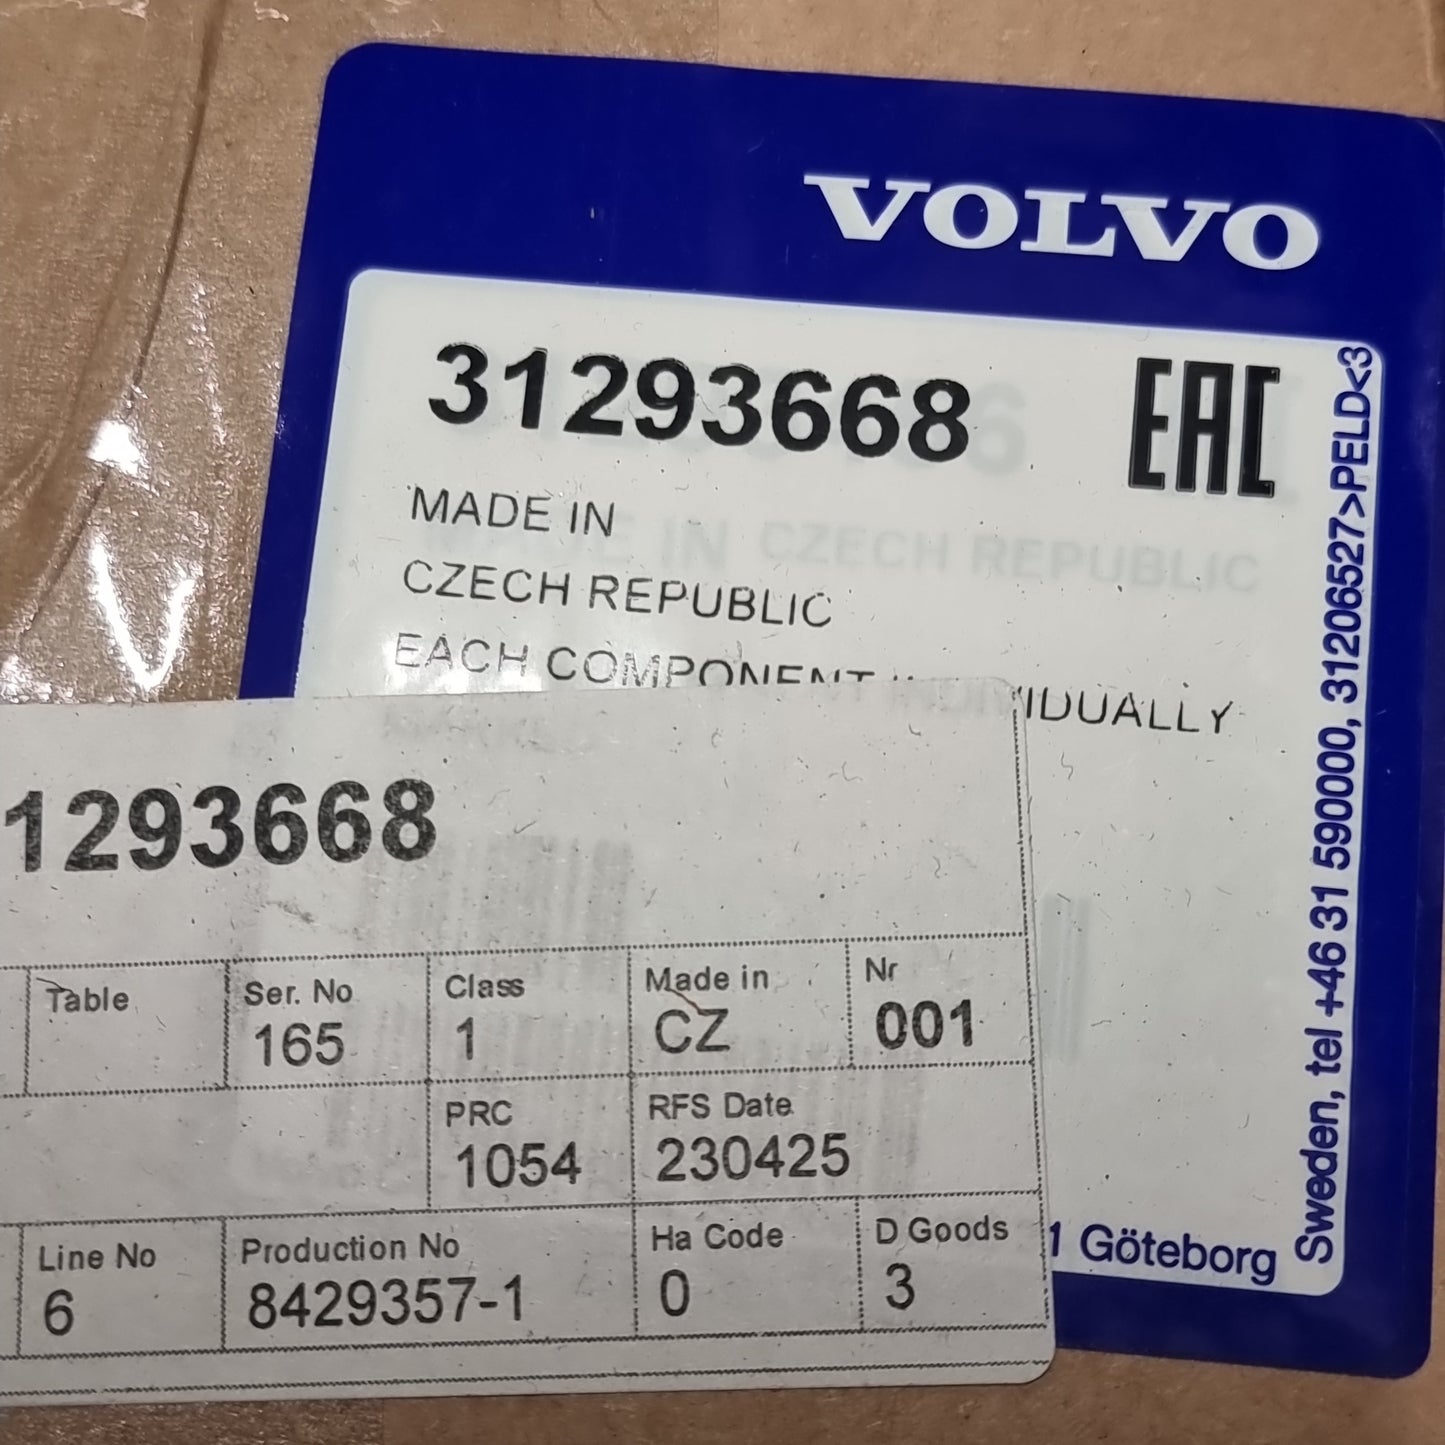 VOLVO
31293668
EAC
MADE IN
CZECH REPUBLIC
EACH COMPONENT INDIVIDUALLY
Sweden, tel +46 31 590000, 31206527>PELD<3
1 Göteborg
1293668
Table
Ser. No
165
Class
1
Made in
CZ
Nr
001
PRC
1054
RFS Date
230425
Line No
6
Production No
8429357-1
Ha Code
0
D Goods
3